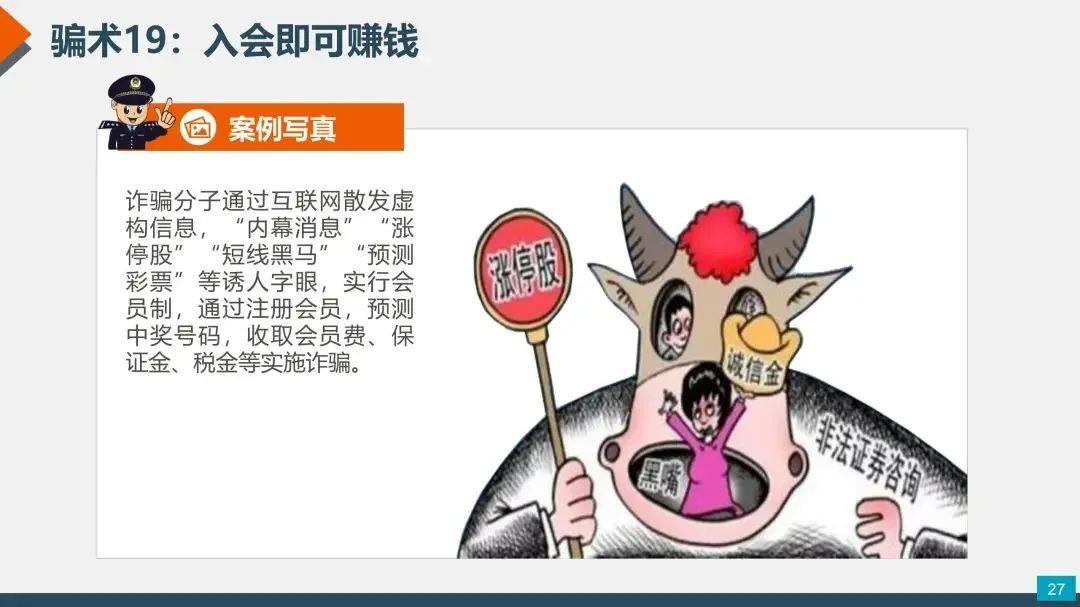 骗术19：入会即可赚钱
案例写真
诈骗分子通过互联网散发虚
构信息，“内幕消息”“涨
停股”“短线黑马”“预测
彩票”等诱人字眼，实行会
员制，通过注册会员，预测
中奖号码，收取会员费、保
证金、税金等实施诈骗。
涨停股
诚信金
黑嘴
非法证券咨询
27